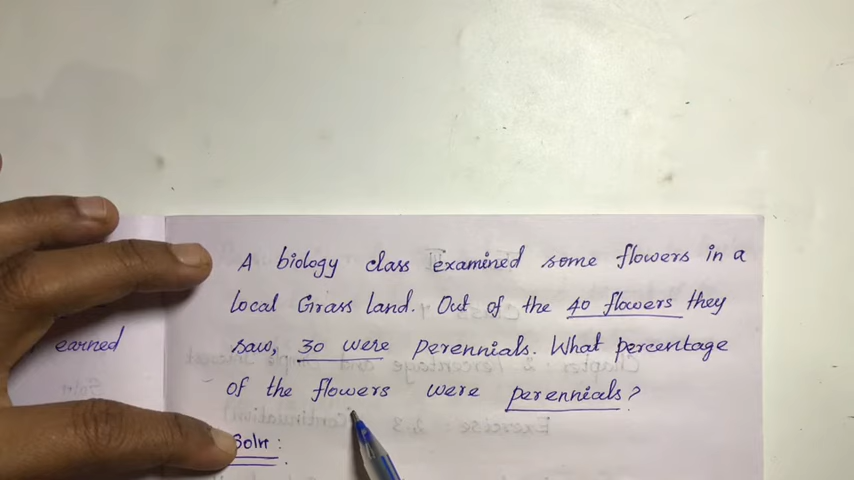 A biology class examined some flowers in a
local Grass land. Out of the 40 flowers they
earned
saw, 30 were perennials. What percentage
of the flowers were perennials?
Soln: